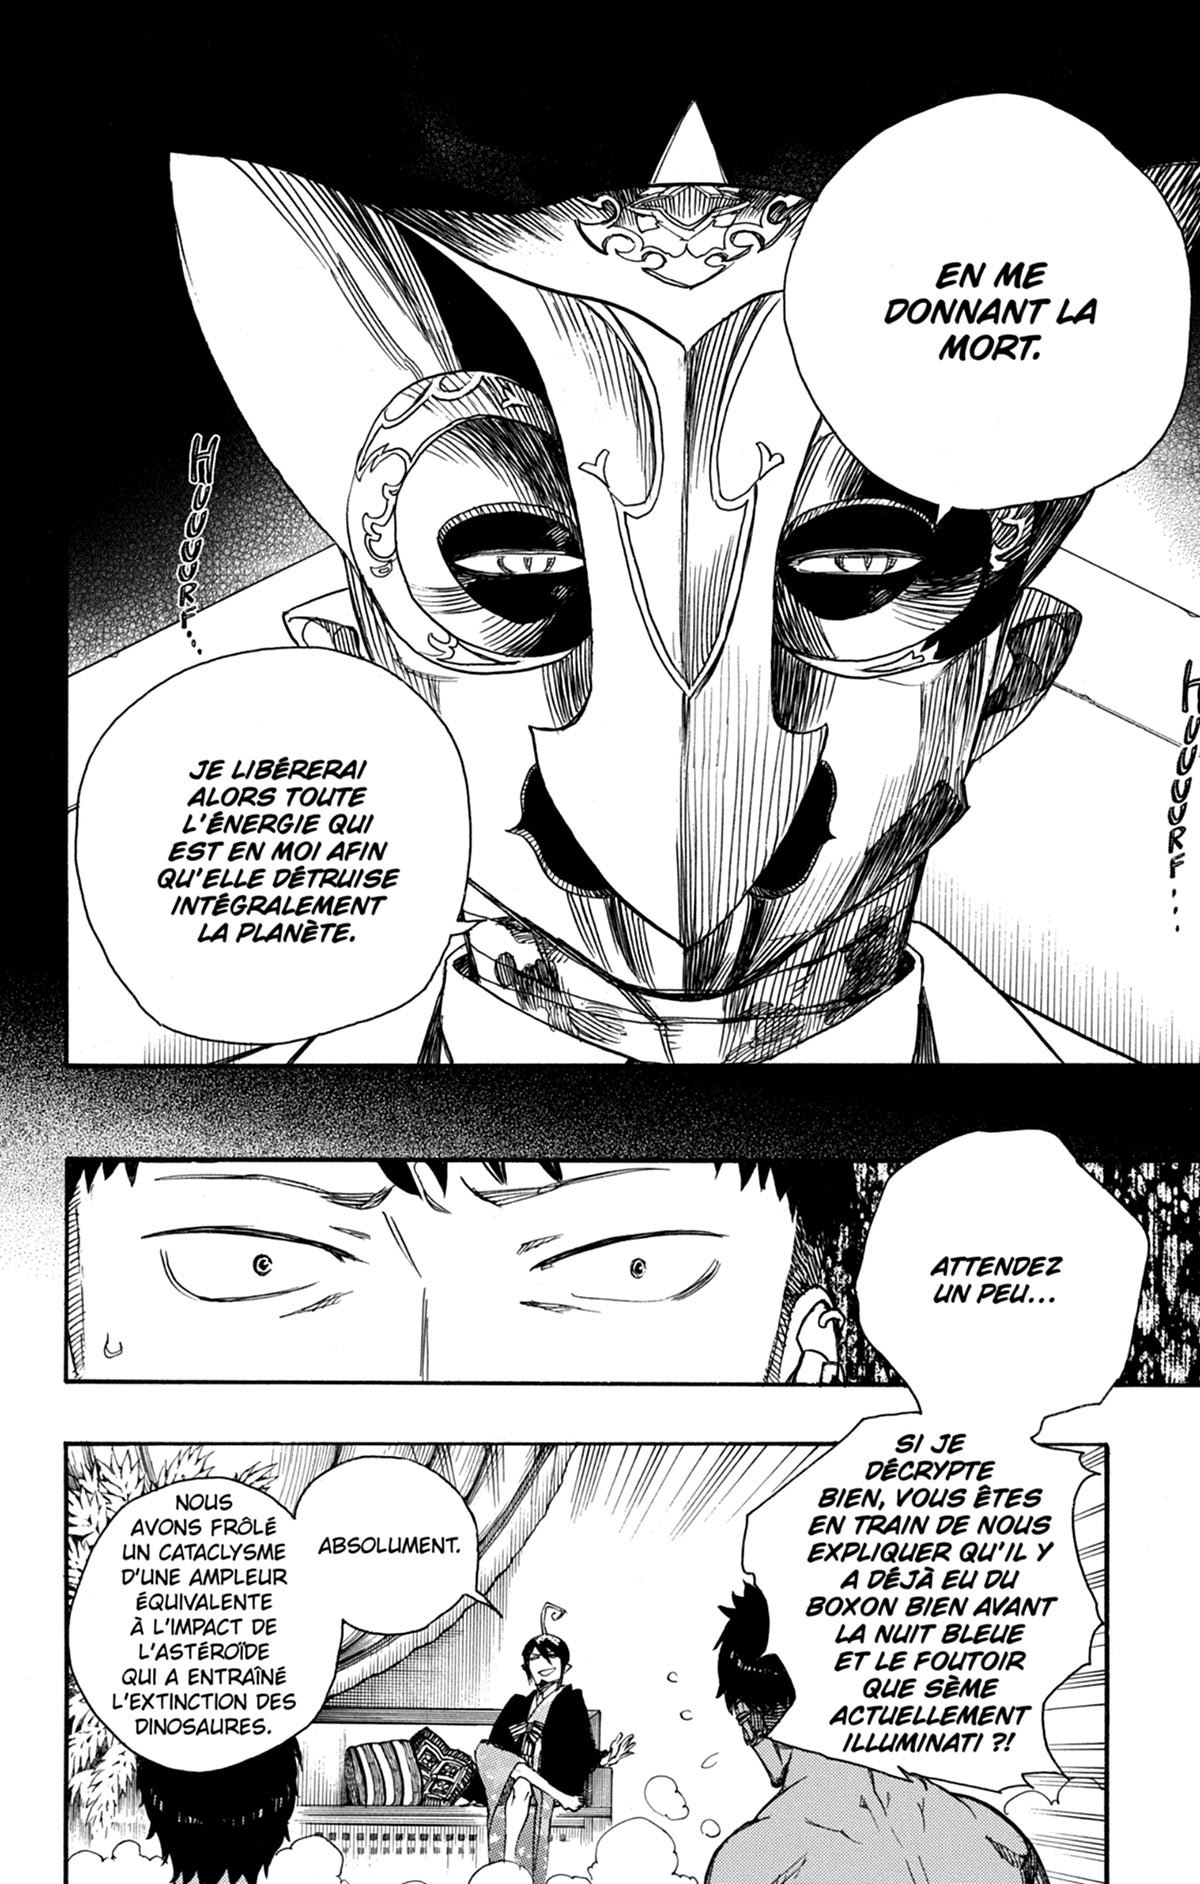 EN ME
DONNANT LA
MORT.
HUUURF...
JE LIBÉRERAI
ALORS TOUTE
L'ÉNERGIE QUI
EST EN MOI AFIN
QU'ELLE DÉTRUISE
INTÉGRALEMENT
LA PLANÈTE.
HUUURF...
ATTENDEZ
UN PEU...
SI JE
DÉCRYPTE
BIEN, VOUS ÊTES
EN TRAIN DE NOUS
EXPLIQUER QU'IL Y
A DÉJÀ EU DU
BOXON BIEN AVANT
LA NUIT BLEUE
ET LE FOUTOIR
QUE SÈME
ACTUELLEMENT
ILLUMINATI ?!
ABSOLUMENT.
NOUS
AVONS FRÔLÉ
UN CATACLYSME
D'UNE AMPLEUR
ÉQUIVALENTE
À L'IMPACT DE
L'ASTÉROÏDE
QUI A ENTRAÎNÉ
L'EXTINCTION DES
DINOSAURES.